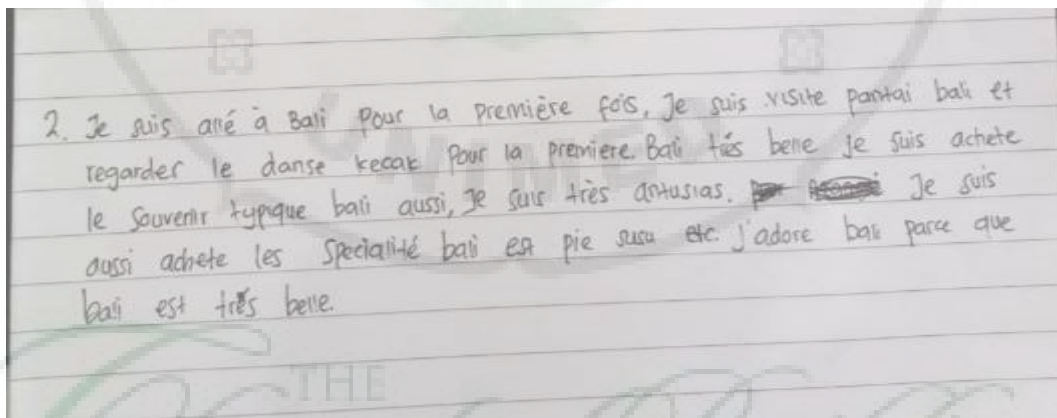 2. Je suis allé à Bali pour la première fois, Je suis visite pantai bali et
regarder le danse kecak pour la premiere. Bali très belle je suis achete
le souvenir typique bali aussi, Je suis très antusias. Je suis
aussi achete les specialité bali est pie susu etc. j'adore bali parce que
bali est très belle.
THE